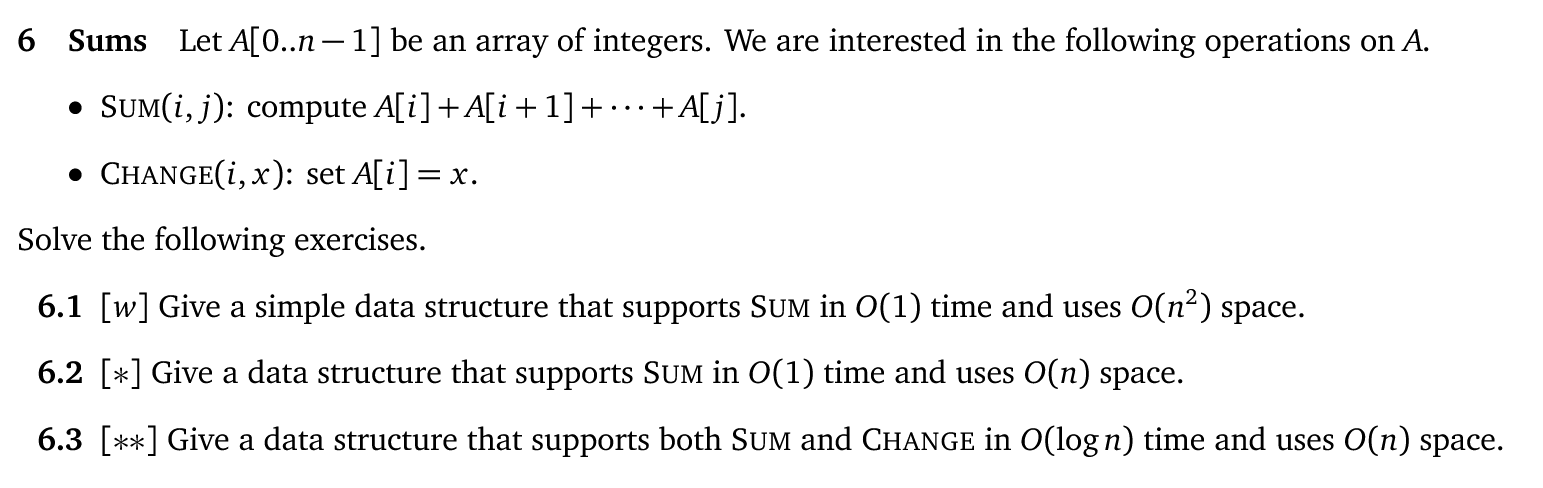 6 Sums Let A[0..n − 1] be an array of integers. We are interested in the following operations on A.
• SUM(i, j): compute A[i] + A[i + 1] + ··· + A[j].
• CHANGE(i, x): set A[i] = x.
Solve the following exercises.
6.1 [w] Give a simple data structure that supports SUM in O(1) time and uses O(n²) space.
6.2 [∗] Give a data structure that supports SUM in O(1) time and uses O(n) space.
6.3 [∗∗] Give a data structure that supports both SUM and CHANGE in O(log n) time and uses O(n) space.